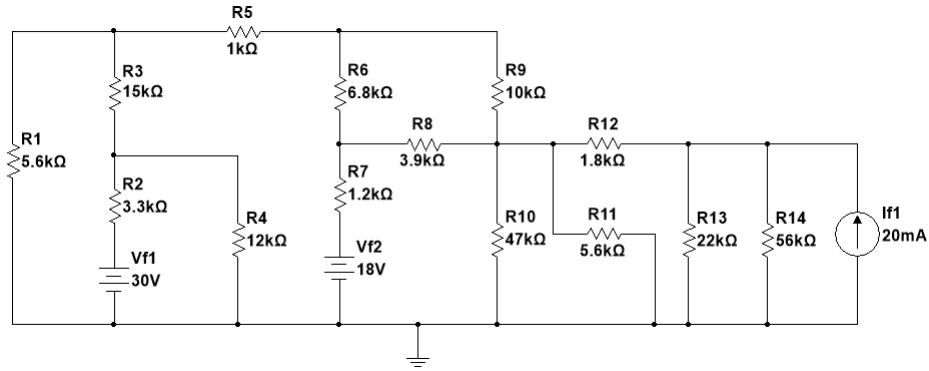 R5
1kΩ
R3
15kΩ
R6
6.8kΩ
R9
10kΩ
R1
5.6kΩ
R8
3.9kΩ
R12
1.8kΩ
R2
3.3kΩ
R7
1.2kΩ
R4
12kΩ
R10
47kΩ
R11
5.6kΩ
R13
22kΩ
R14
56kΩ
If1
20mA
Vf1
30V
Vf2
18V